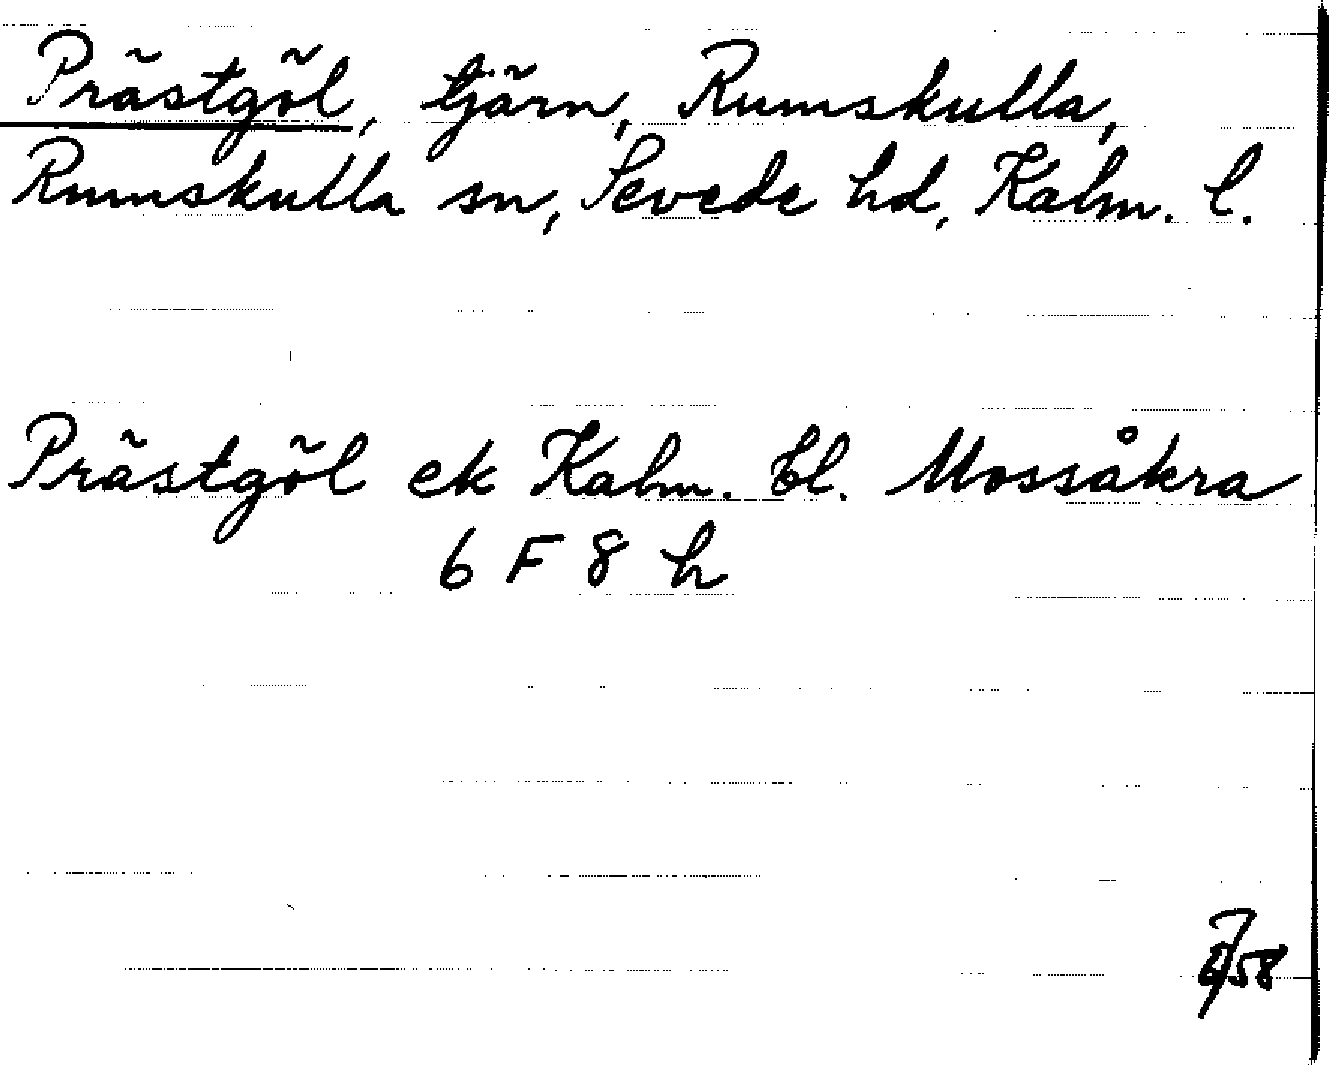 Prästgöl, tjärn, Rumskulla,
Rumskulla sn, Sevede hd, Kalm. l.
Prästgöl ek Kalm. bl. Mossåkra
6 F 8 h